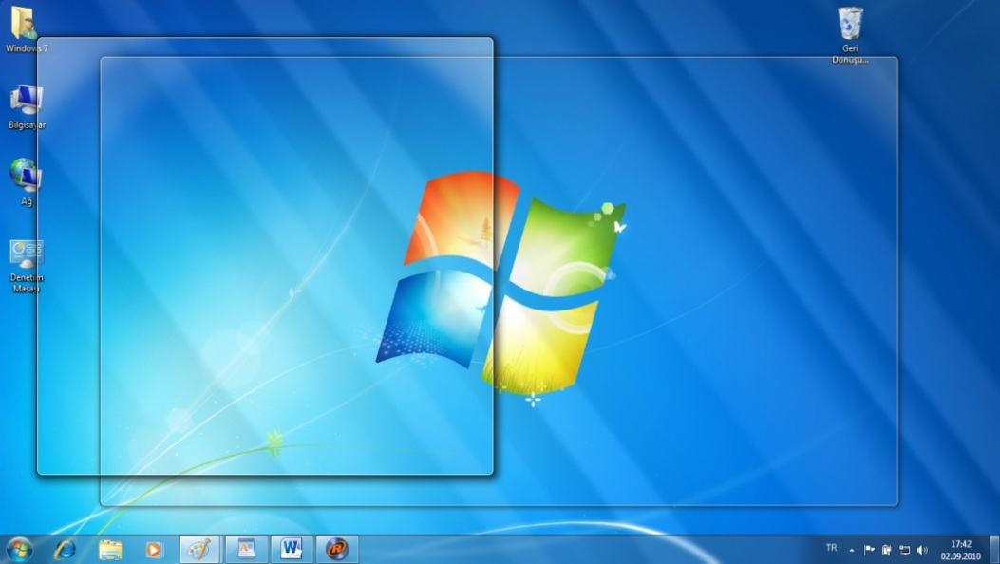 Windows 7
Geri
Dönüşü...
Bilgisayar
Ağ
Denetim
Masası
TR
17:42
02.09.2010